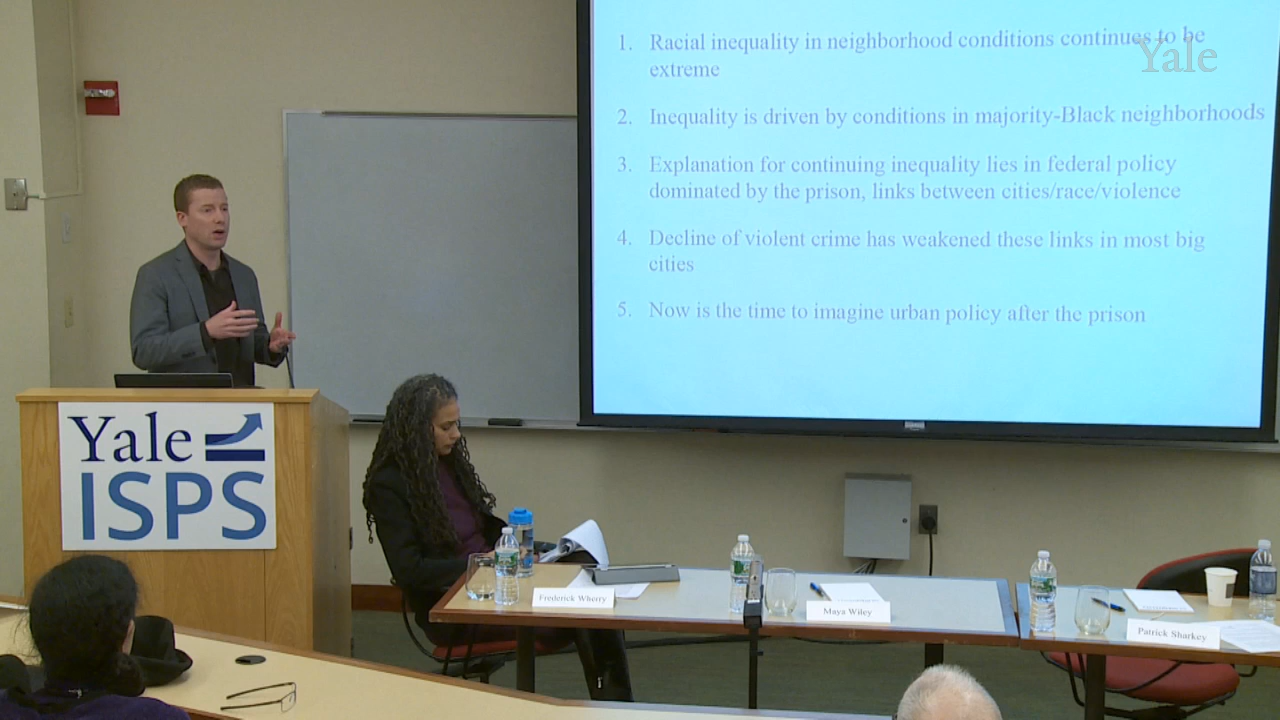 1. Racial inequality in neighborhood conditions continues to be
extreme
2. Inequality is driven by conditions in majority-Black neighborhoods
3. Explanation for continuing inequality lies in federal policy
dominated by the prison, links between cities/race/violence
4. Decline of violent crime has weakened these links in most big
cities
5. Now is the time to imagine urban policy after the prison
Yale
Yale
ISPS
Frederick Wherry
Maya Wiley
Patrick Sharkey